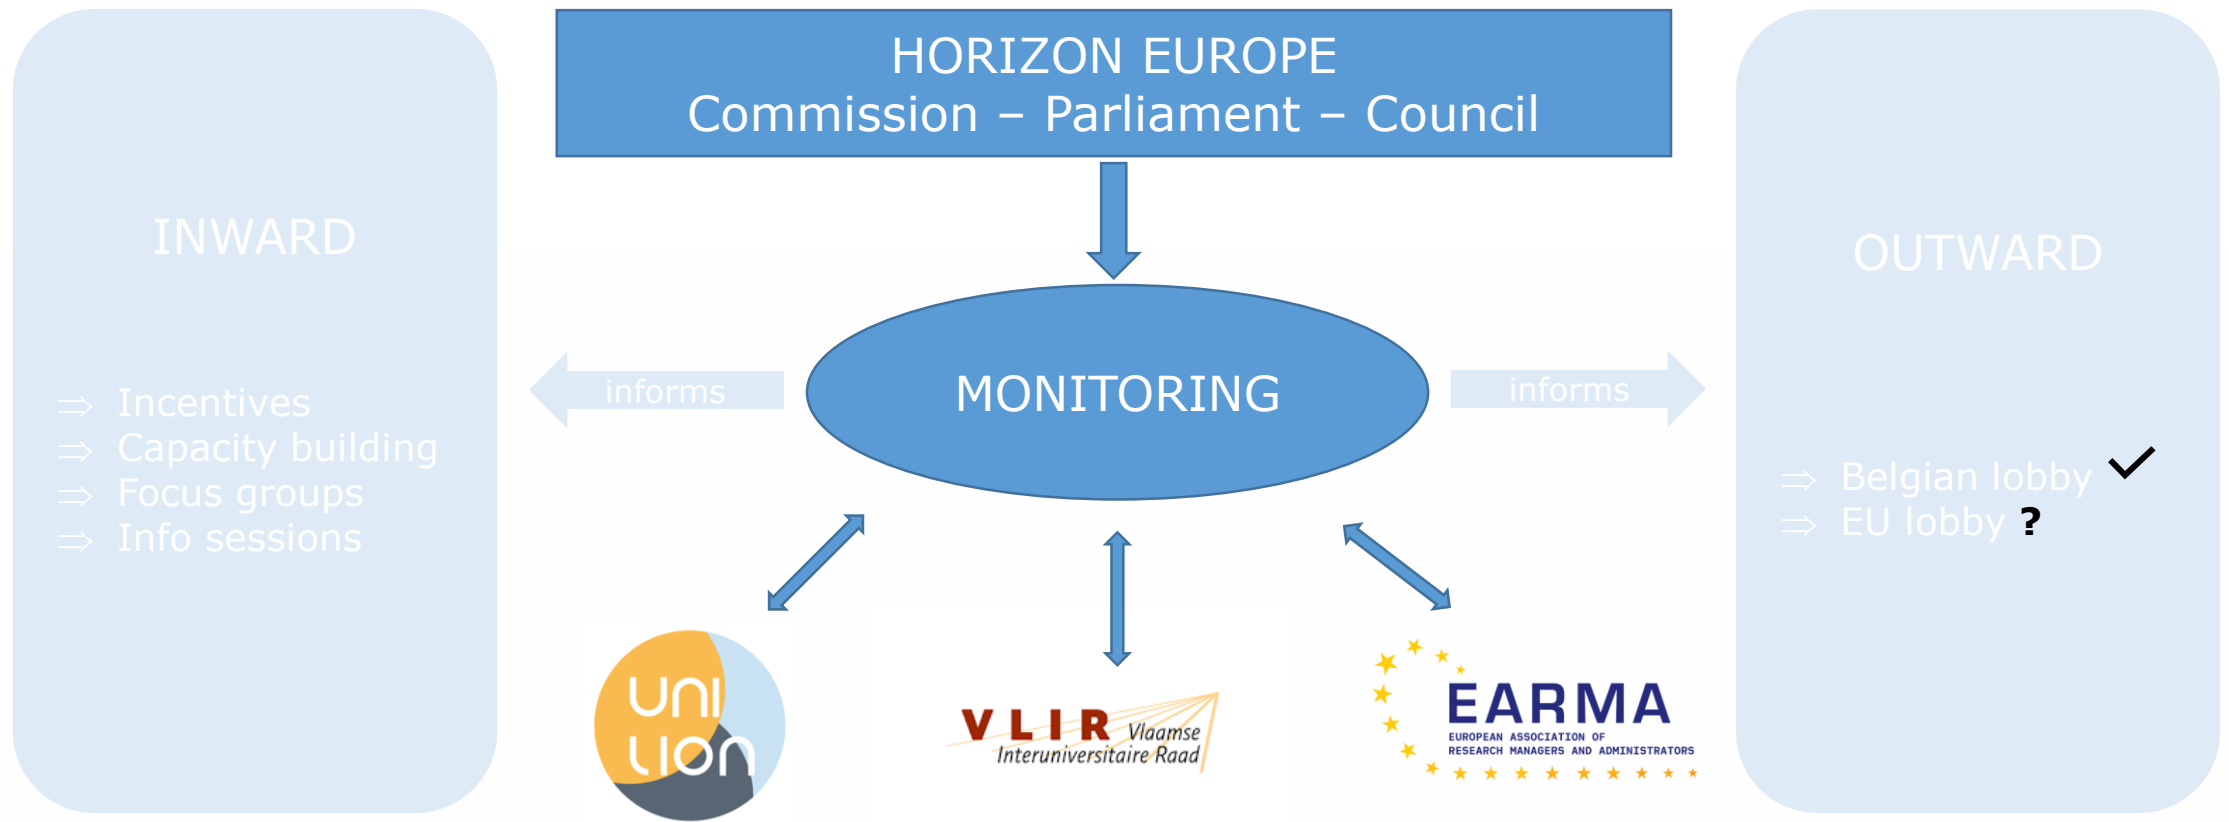 HORIZON EUROPE
Commission – Parliament – Council
INWARD
⇒ Incentives
⇒ Capacity building
⇒ Focus groups
⇒ Info sessions
informs
MONITORING
informs
OUTWARD
⇒ Belgian lobby ✓
⇒ EU lobby ?
UNI
LION
VLIR Vlaamse
Interuniversitaire Raad
EARMA
EUROPEAN ASSOCIATION OF
RESEARCH MANAGERS AND ADMINISTRATORS